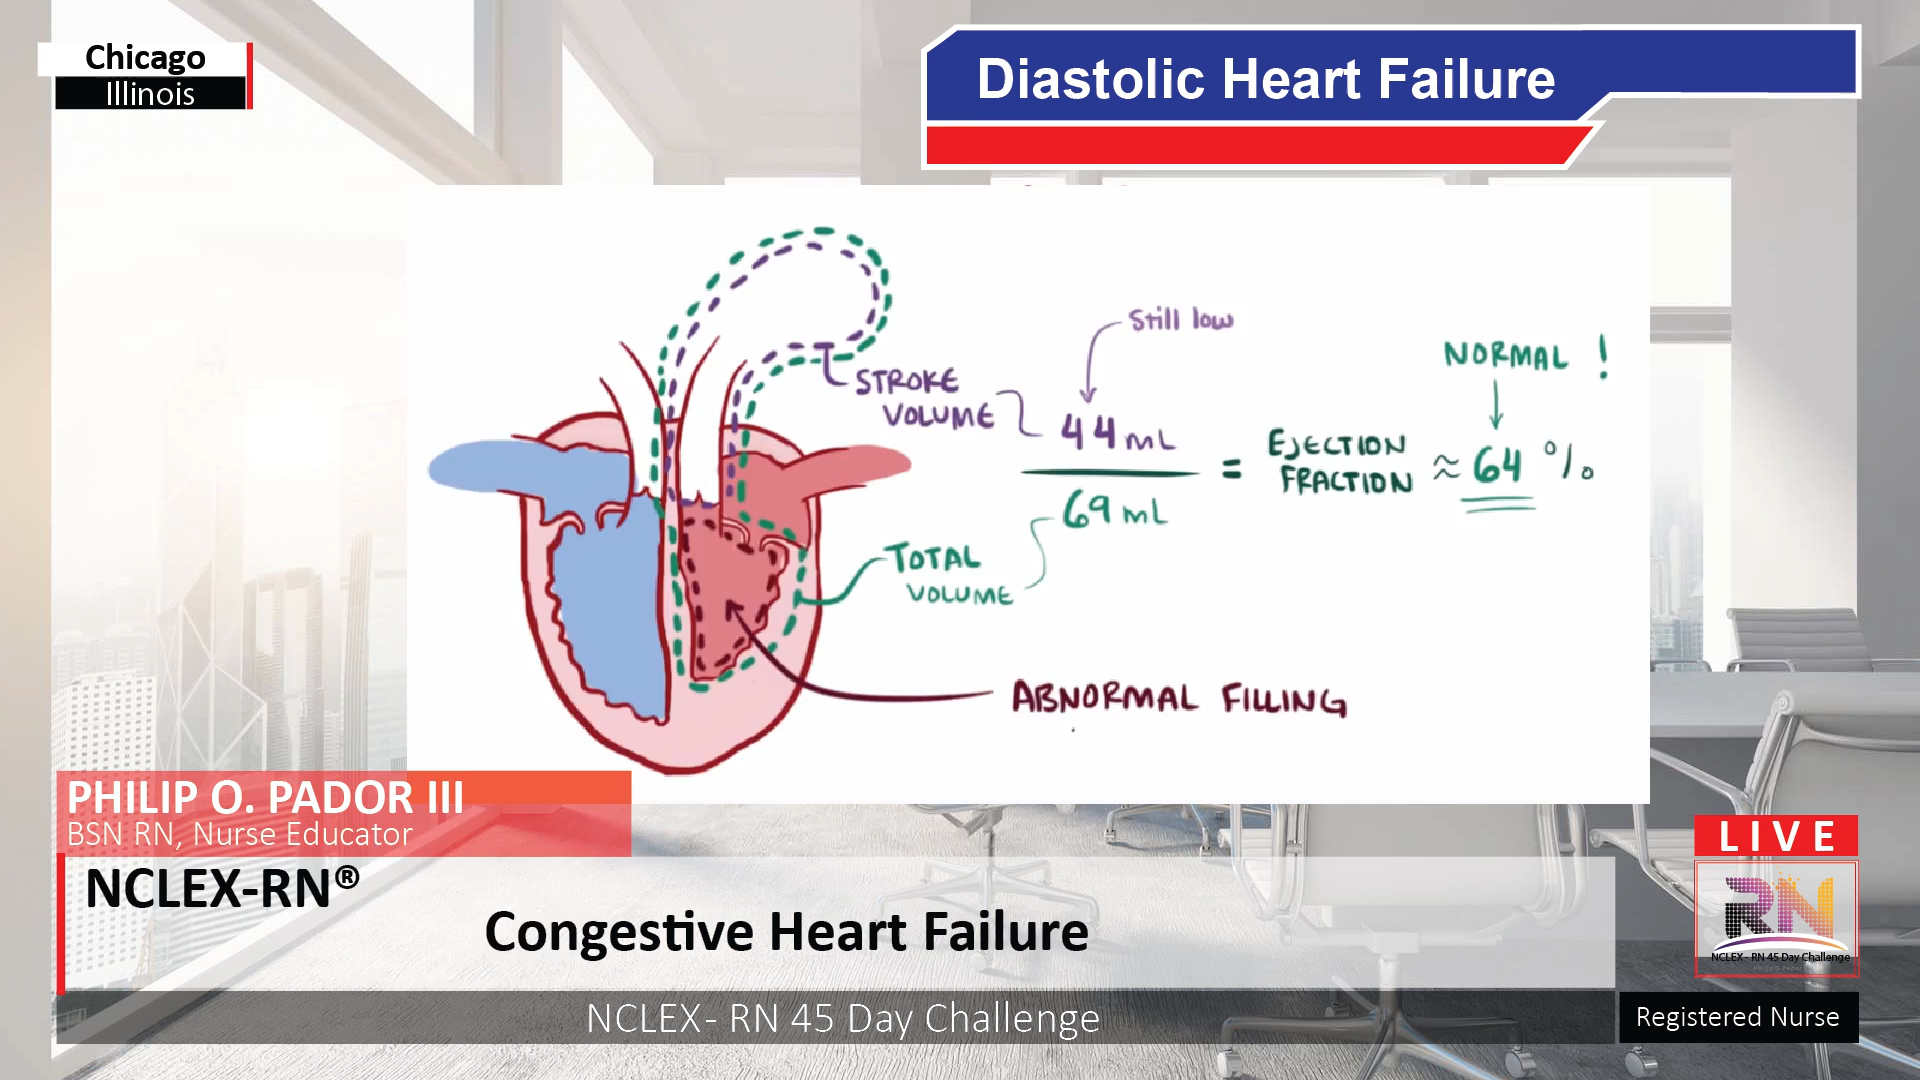 Chicago
Illinois
Diastolic Heart Failure
Still low
NORMAL !
STROKE
VOLUME
44 mL
69 mL
=
EJECTION
FRACTION
≈ 64 %
TOTAL
VOLUME
ABNORMAL FILLING
PHILIP O. PADOR III
BSN RN, Nurse Educator
NCLEX-RN®
Congestive Heart Failure
NCLEX- RN 45 Day Challenge
LIVE
RN
NCLEX - RN 45 Day Challenge
Registered Nurse